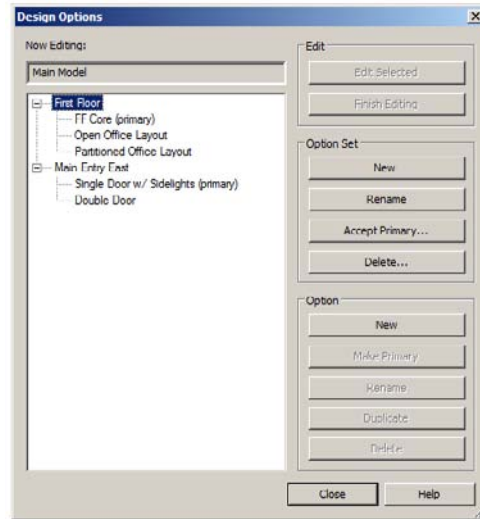 Design Options
Now Editing:
Main Model
First Floor
FF Core (primary)
Open Office Layout
Partitioned Office Layout
Main Entry East
Single Door w/ Sidelights (primary)
Double Door
Edit
Edit Selected
Finish Editing
Option Set
New
Rename
Accept Primary...
Delete...
Option
New
Make Primary
Rename
Duplicate
Delete
Close
Help